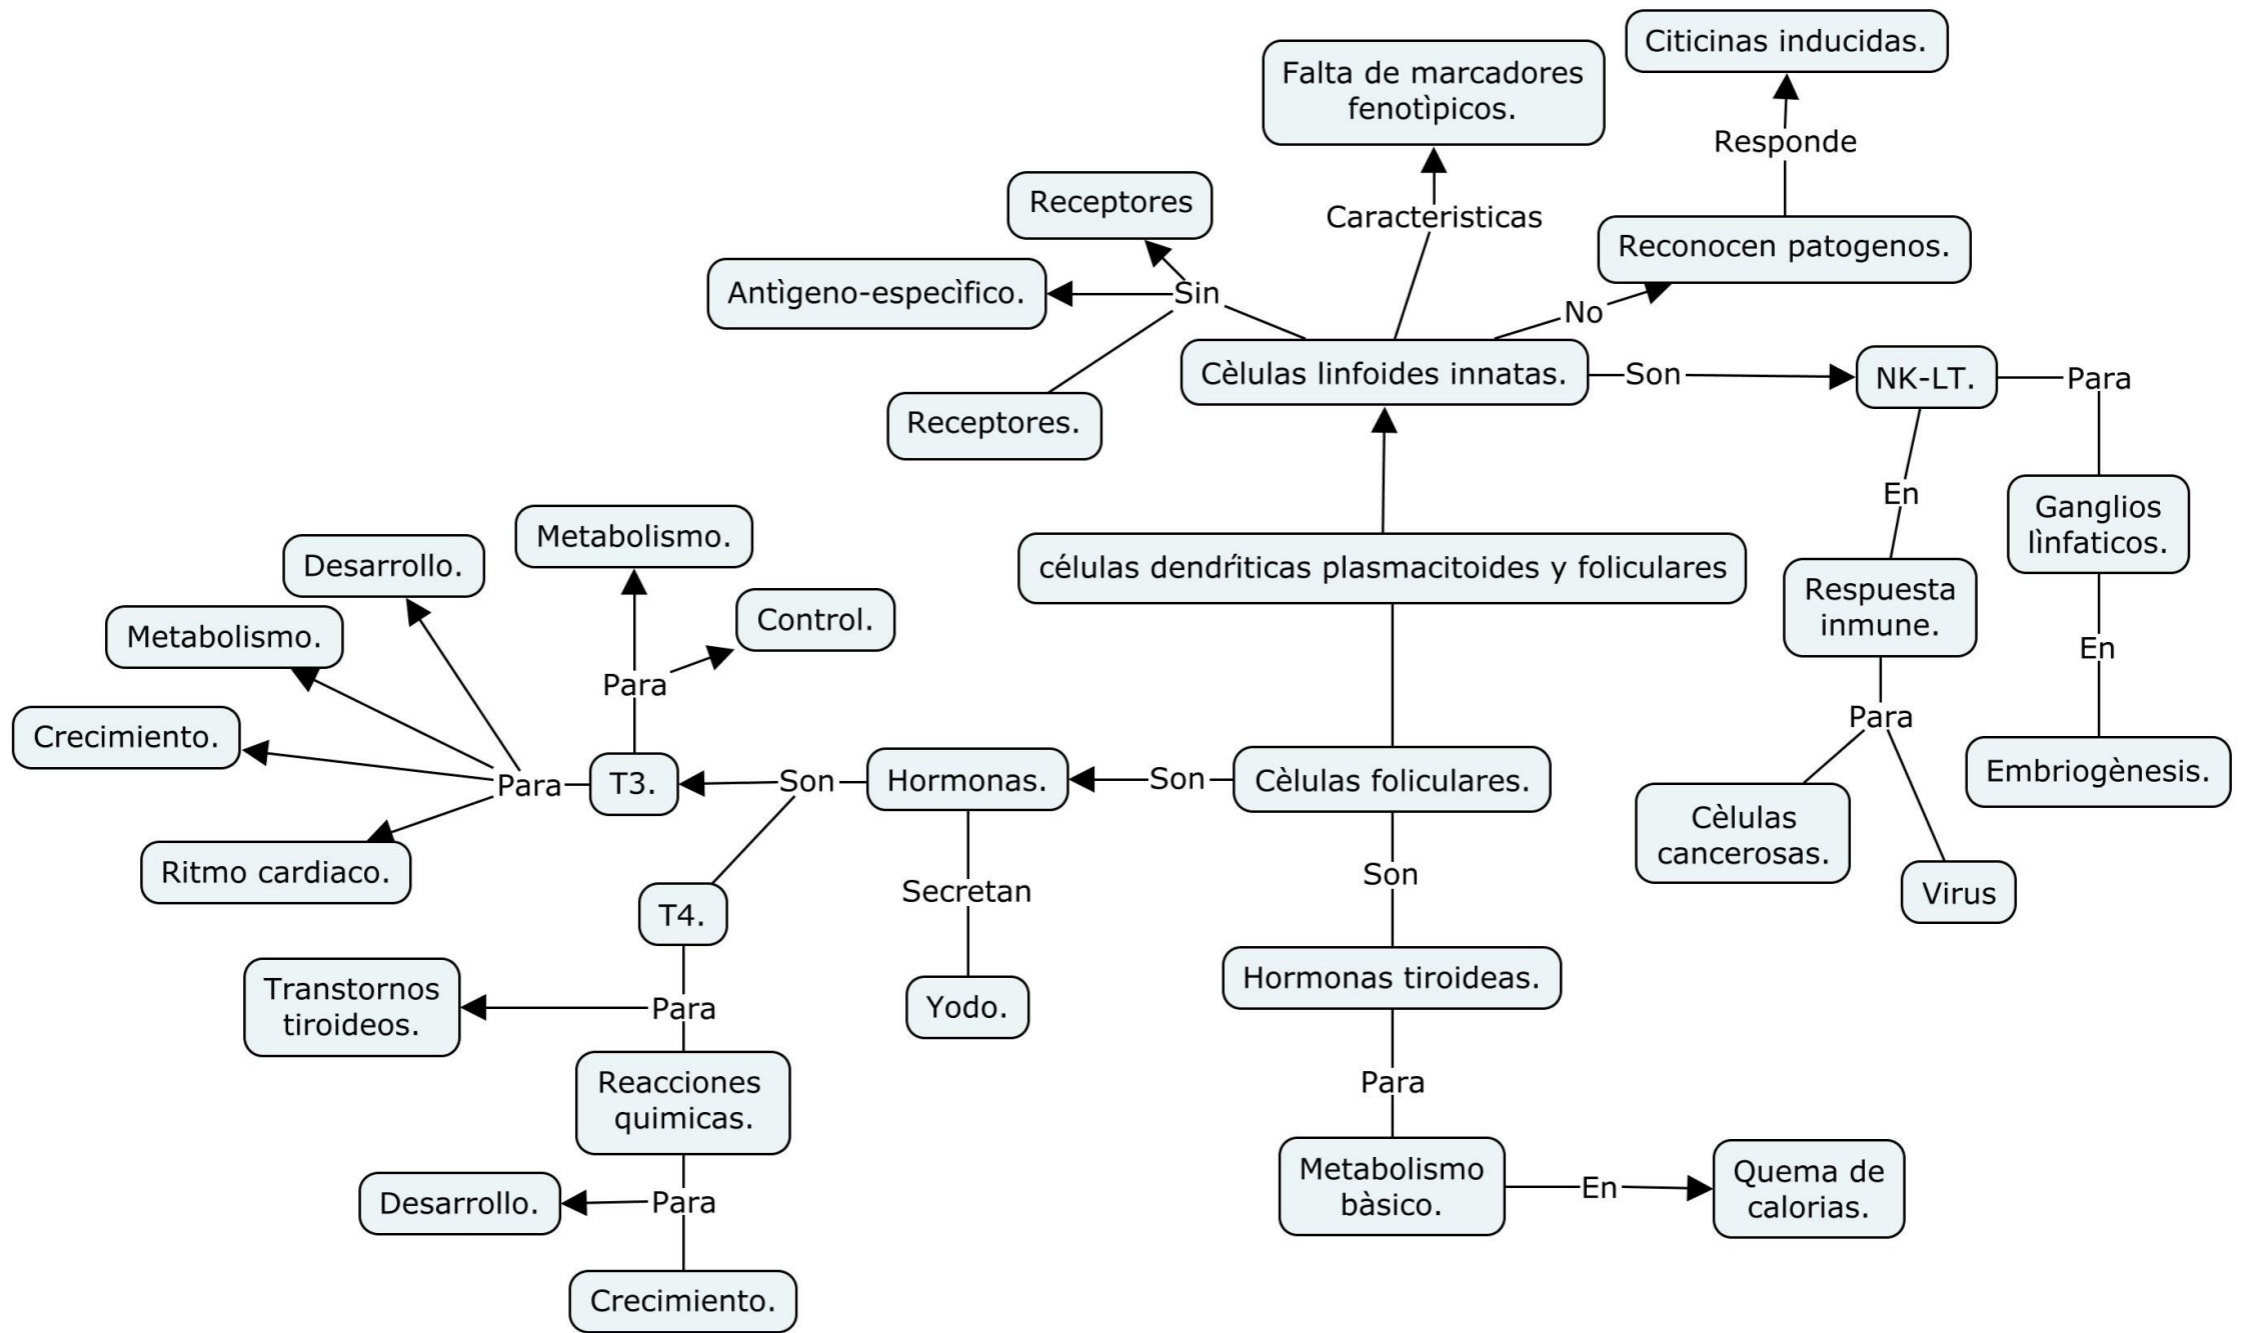 Citicinas inducidas.
Falta de marcadores
fenotìpicos.
Responde
Receptores
Caracteristicas
Reconocen patogenos.
Antìgeno-especìfico.
Sin
No
Cèlulas linfoides innatas.
Son
NK-LT.
Para
Receptores.
En
Ganglios
lìnfaticos.
Metabolismo.
Desarrollo.
células dendŕiticas plasmacitoides y foliculares
Respuesta
inmune.
Control.
Metabolismo.
En
Para
Para
Crecimiento.
Embriogènesis.
Para
T3.
Son
Hormonas.
Son
Cèlulas foliculares.
Cèlulas
cancerosas.
Virus
Ritmo cardiaco.
Secretan
Son
T4.
Hormonas tiroideas.
Transtornos
tiroideos.
Para
Yodo.
Reacciones
quimicas.
Para
Metabolismo
bàsico.
En
Quema de
calorias.
Desarrollo.
Para
Crecimiento.